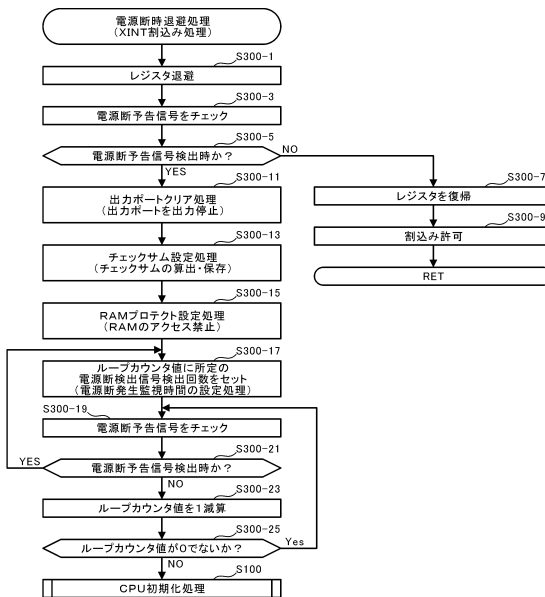 電源断時退避処理
(XINT割込み処理)
S300-1
レジスタ退避
S300-3
電源断予告信号をチェック
S300-5
電源断予告信号検出時か?
NO
YES
S300-7
レジスタを復帰
S300-9
割込み許可
RET
S300-11
出力ポートクリア処理
(出力ポートを出力停止)
S300-13
チェックサム設定処理
(チェックサムの算出・保存)
S300-15
RAMプロテクト設定処理
(RAMのアクセス禁止)
S300-17
ループカウンタ値に所定の
電源断検出信号検出回数をセット
(電源断発生監視時間の設定処理)
S300-19
電源断予告信号をチェック
S300-21
YES
電源断予告信号検出時か?
NO
S300-23
ループカウンタ値を1減算
S300-25
ループカウンタ値が0でないか?
Yes
NO
S100
CPU初期化処理